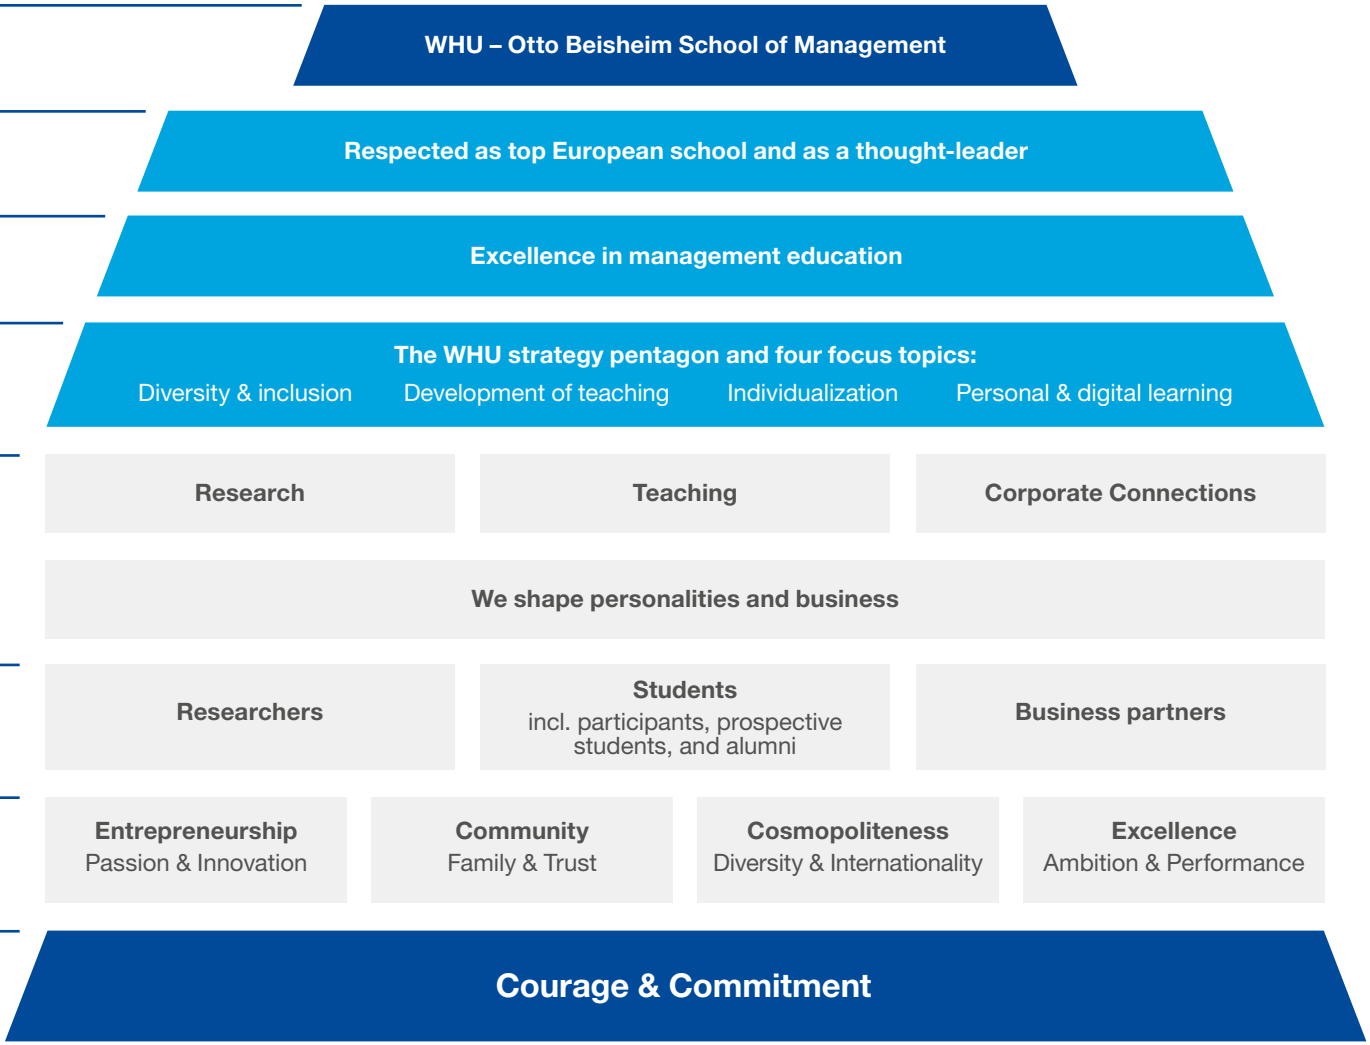 WHU – Otto Beisheim School of Management
Respected as top European school and as a thought-leader
Excellence in management education
The WHU strategy pentagon and four focus topics:
Diversity & inclusion Development of teaching Individualization Personal & digital learning
Research Teaching Corporate Connections
We shape personalities and business
Researchers
Students
incl. participants, prospective
students, and alumni
Business partners
Entrepreneurship
Passion & Innovation
Community
Family & Trust
Cosmopoliteness
Diversity & Internationality
Excellence
Ambition & Performance
Courage & Commitment